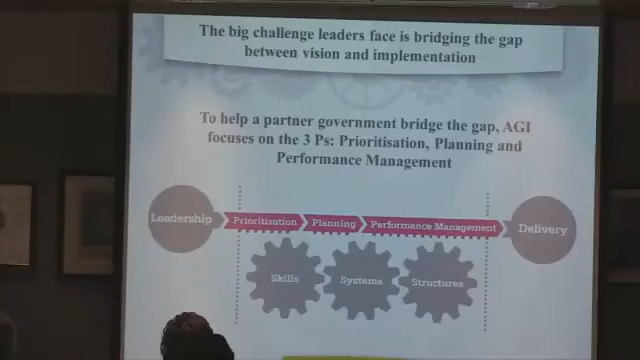 The big challenge leaders face is bridging the gap
between vision and implementation
To help a partner government bridge the gap, AGI
focuses on the 3 Ps: Prioritisation, Planning and
Performance Management
Leadership
Prioritisation
Planning
Performance Management
Delivery
Skills
Systems
Structures